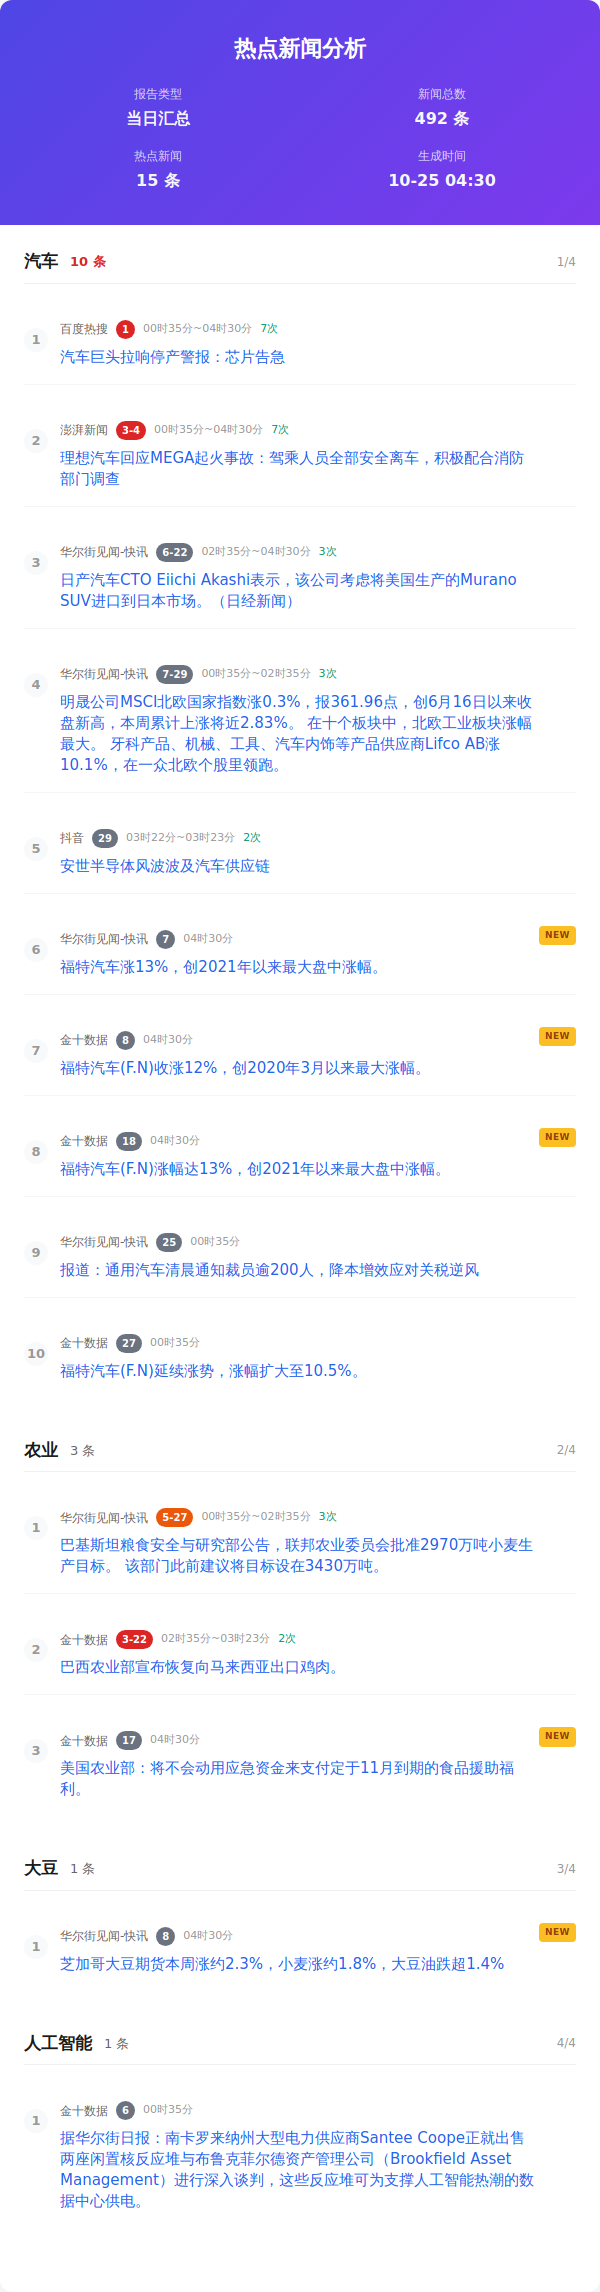 热点新闻分析
报告类型
当日汇总
新闻总数
492 条
热点新闻
15 条
生成时间
10-25 04:30
汽车 10 条 1/4
1
百度热搜 1 00时35分~04时30分 7次
汽车巨头拉响停产警报：芯片告急
2
澎湃新闻 3-4 00时35分~04时30分 7次
理想汽车回应MEGA起火事故：驾乘人员全部安全离车，积极配合消防
部门调查
3
华尔街见闻-快讯 6-22 02时35分~04时30分 3次
日产汽车CTO Eiichi Akashi表示，该公司考虑将美国生产的Murano
SUV进口到日本市场。（日经新闻）
4
华尔街见闻-快讯 7-29 00时35分~02时35分 3次
明晟公司MSCI北欧国家指数涨0.3%，报361.96点，创6月16日以来收
盘新高，本周累计上涨将近2.83%。 在十个板块中，北欧工业板块涨幅
最大。 牙科产品、机械、工具、汽车内饰等产品供应商Lifco AB涨
10.1%，在一众北欧个股里领跑。
5
抖音 29 03时22分~03时23分 2次
安世半导体风波波及汽车供应链
6
华尔街见闻-快讯 7 04时30分 NEW
福特汽车涨13%，创2021年以来最大盘中涨幅。
7
金十数据 8 04时30分 NEW
福特汽车(F.N)收涨12%，创2020年3月以来最大涨幅。
8
金十数据 18 04时30分 NEW
福特汽车(F.N)涨幅达13%，创2021年以来最大盘中涨幅。
9
华尔街见闻-快讯 25 00时35分
报道：通用汽车清晨通知裁员逾200人，降本增效应对关税逆风
10
金十数据 27 00时35分
福特汽车(F.N)延续涨势，涨幅扩大至10.5%。
农业 3 条 2/4
1
华尔街见闻-快讯 5-27 00时35分~02时35分 3次
巴基斯坦粮食安全与研究部公告，联邦农业委员会批准2970万吨小麦生
产目标。 该部门此前建议将目标设在3430万吨。
2
金十数据 3-22 02时35分~03时23分 2次
巴西农业部宣布恢复向马来西亚出口鸡肉。
3
金十数据 17 04时30分 NEW
美国农业部：将不会动用应急资金来支付定于11月到期的食品援助福
利。
大豆 1 条 3/4
1
华尔街见闻-快讯 8 04时30分 NEW
芝加哥大豆期货本周涨约2.3%，小麦涨约1.8%，大豆油跌超1.4%
人工智能 1 条 4/4
1
金十数据 6 00时35分
据华尔街日报：南卡罗来纳州大型电力供应商Santee Coope正就出售
两座闲置核反应堆与布鲁克菲尔德资产管理公司（Brookfield Asset
Management）进行深入谈判，这些反应堆可为支撑人工智能热潮的数
据中心供电。